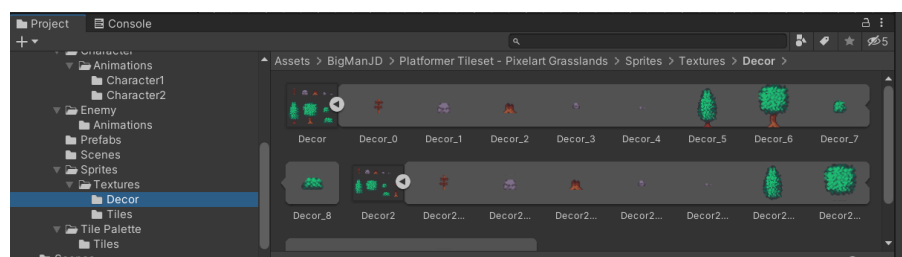 Project
Console
5
Character
Animations
Character1
Character2
Enemy
Animations
Prefabs
Scenes
Sprites
Textures
Decor
Tiles
Tile Palette
Tiles
Assets > BigManJD > Platformer Tileset - Pixelart Grasslands > Sprites > Textures > Decor >
Decor Decor_0 Decor_1 Decor_2 Decor_3 Decor_4 Decor_5 Decor_6 Decor_7
Decor_8 Decor2 Decor2... Decor2... Decor2... Decor2... Decor2... Decor2... Decor2...